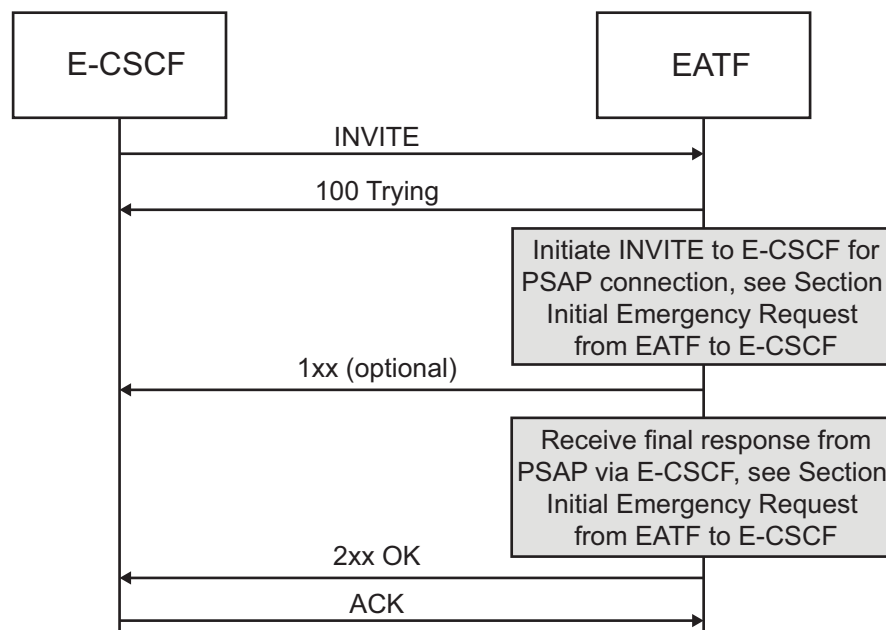 E-CSCF
EATF
INVITE
100 Trying
Initiate INVITE to E-CSCF for
PSAP connection, see Section
Initial Emergency Request
from EATF to E-CSCF
1xx (optional)
Receive final response from
PSAP via E-CSCF, see Section
Initial Emergency Request
from EATF to E-CSCF
2xx OK
ACK